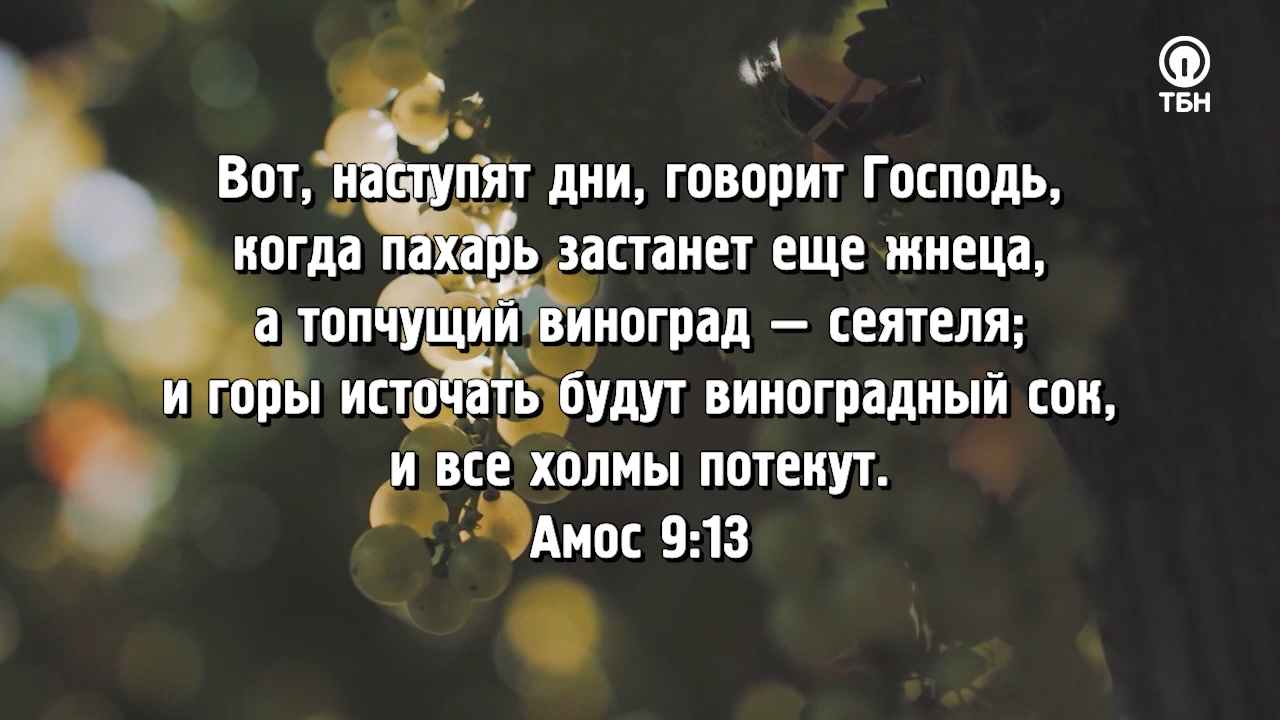 ТБН
Вот, наступят дни, говорит Господь,
когда пахарь застанет еще жнеца,
а топчущий виноград – сеятеля;
и горы источать будут виноградный сок,
и все холмы потекут.
Амос 9:13